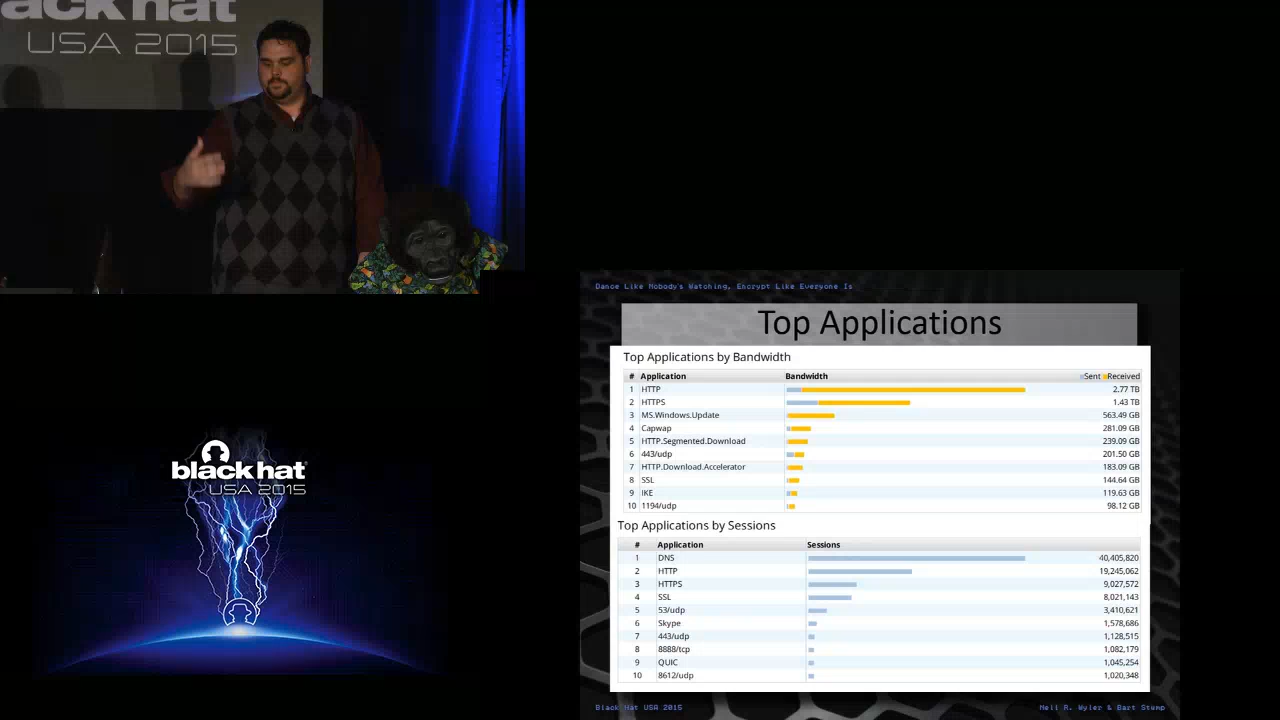 ack hat
USA 2015
Dance Like Nobody's Watching, Encrypt Like Everyone Is
Top Applications
Top Applications by Bandwidth
# Application Bandwidth Sent Received
1 HTTP 2.77 TB
2 HTTPS 1.43 TB
3 MS.Windows.Update 563.49 GB
4 Capwap 281.09 GB
5 HTTP.Segmented.Download 239.09 GB
6 443/udp 201.50 GB
7 HTTP.Download.Accelerator 183.09 GB
8 SSL 144.64 GB
9 IKE 119.63 GB
10 1194/udp 98.12 GB
Top Applications by Sessions
# Application Sessions
1 DNS 40,405,820
2 HTTP 19,245,062
3 HTTPS 9,027,572
4 SSL 8,021,143
5 53/udp 3,410,621
6 Skype 1,578,686
7 443/udp 1,128,515
8 8888/tcp 1,082,179
9 QUIC 1,045,254
10 8612/udp 1,020,348
black hat
USA 2015
Black Hat USA 2015
Neil R. Wyler & Bart Stump